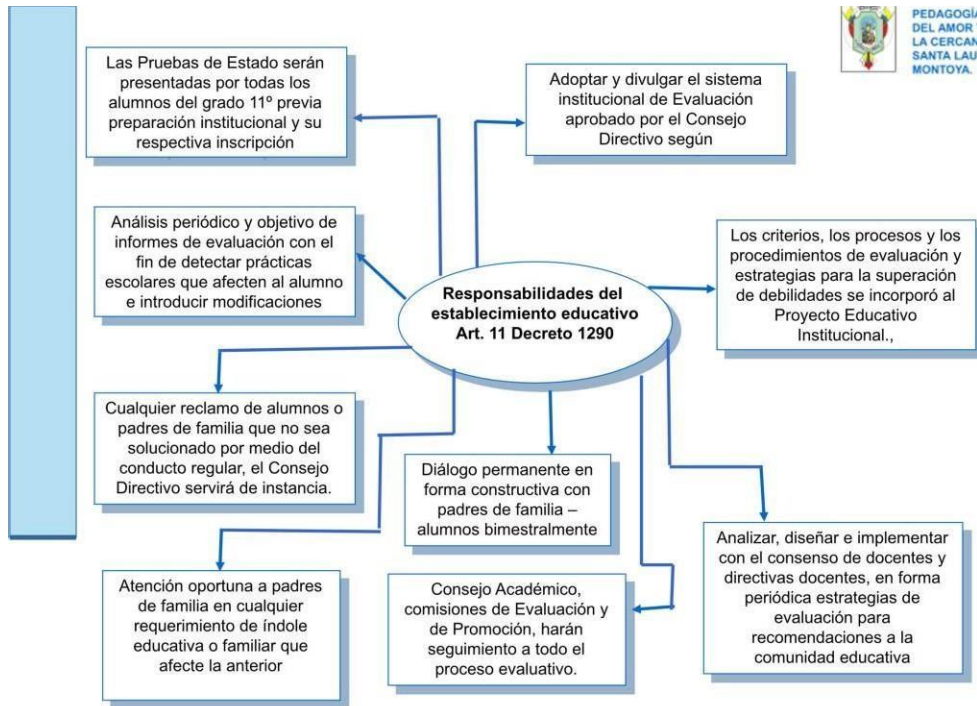 PEDAGOGÍA
DEL AMOR
LA CERCAN
SANTA LAU
MONTOYA.
Las Pruebas de Estado serán
presentadas por todas los
alumnos del grado 11º previa
preparación institucional y su
respectiva inscripción
Adoptar y divulgar el sistema
institucional de Evaluación
aprobado por el Consejo
Directivo según
Análisis periódico y objetivo de
informes de evaluación con el
fin de detectar prácticas
escolares que afecten al alumno
e introducir modificaciones
Los criterios, los procesos y los
procedimientos de evaluación y
estrategias para la superación
de debilidades se incorporó al
Proyecto Educativo
Institucional.,
Responsabilidades del
establecimiento educativo
Art. 11 Decreto 1290
Cualquier reclamo de alumnos o
padres de familia que no sea
solucionado por medio del
conducto regular, el Consejo
Directivo servirá de instancia.
Diálogo permanente en
forma constructiva con
padres de familia –
alumnos bimestralmente
Analizar, diseñar e implementar
con el consenso de docentes y
directivas docentes, en forma
periódica estrategias de
evaluación para
recomendaciones a la
comunidad educativa
Atención oportuna a padres
de familia en cualquier
requerimiento de índole
educativa o familiar que
afecte la anterior
Consejo Académico,
comisiones de Evaluación y
de Promoción, harán
seguimiento a todo el
proceso evaluativo.